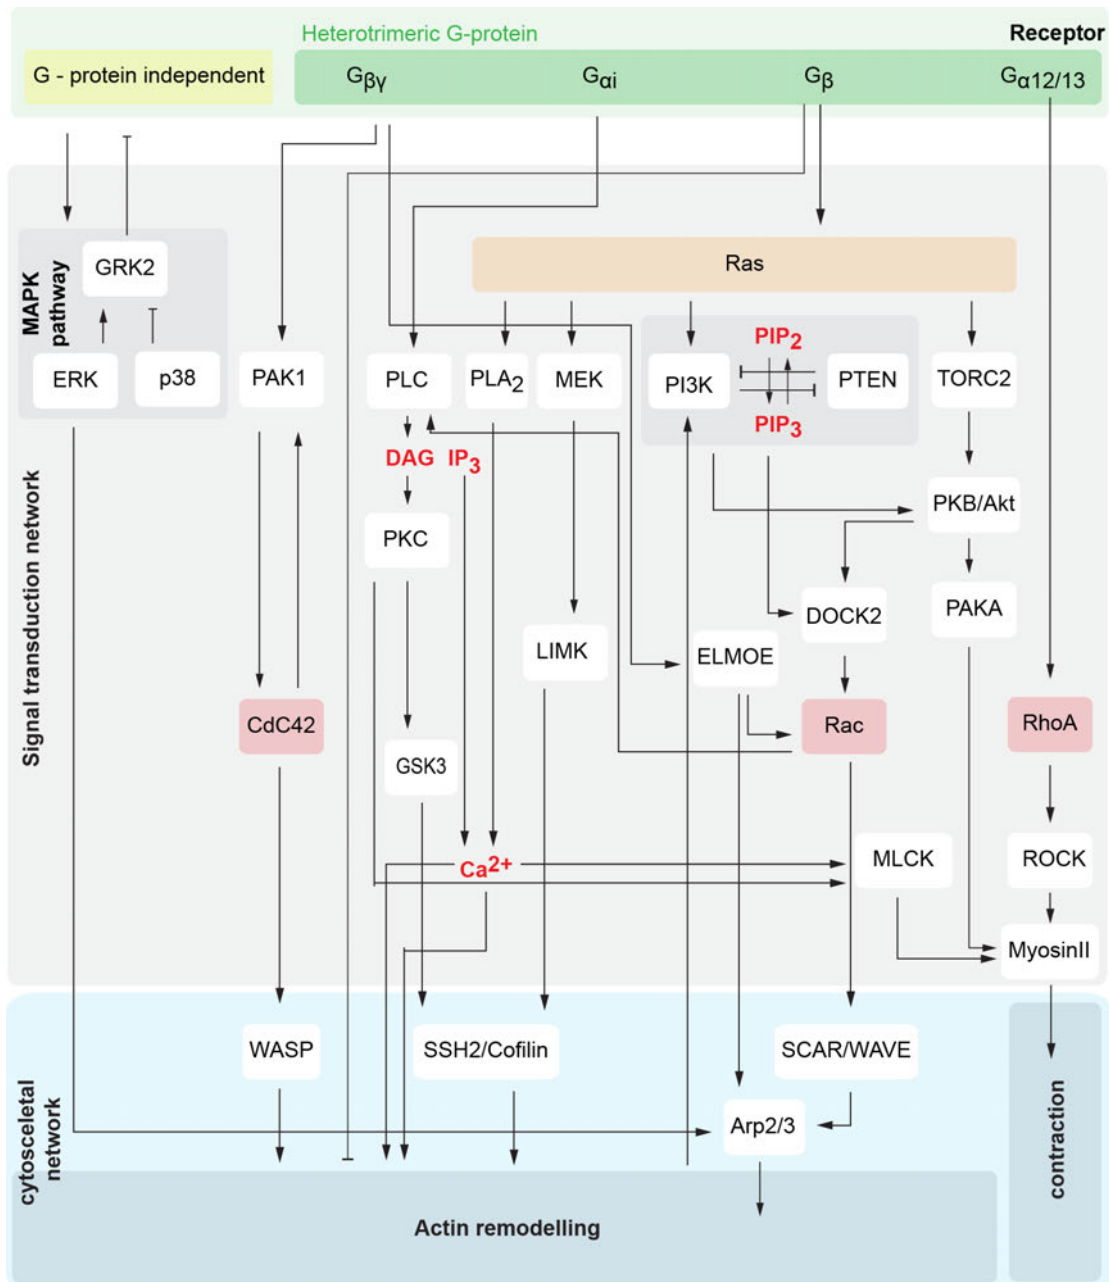 Heterotrimeric G-protein
Receptor
G - protein independent
Gβγ
Gαi
Gβ
Gα12/13
MAPK
pathway
GRK2
ERK
p38
Ras
PAK1
PLC
PLA2
MEK
PI3K
PIP2
PIP3
PTEN
TORC2
DAG IP3
PKC
PKB/Akt
DOCK2
PAKA
LIMK
ELMOE
Signal transduction network
CdC42
Rac
RhoA
GSK3
Ca2+
MLCK
ROCK
MyosinII
cytosceletal
network
WASP
SSH2/Cofilin
SCAR/WAVE
Arp2/3
contraction
Actin remodelling